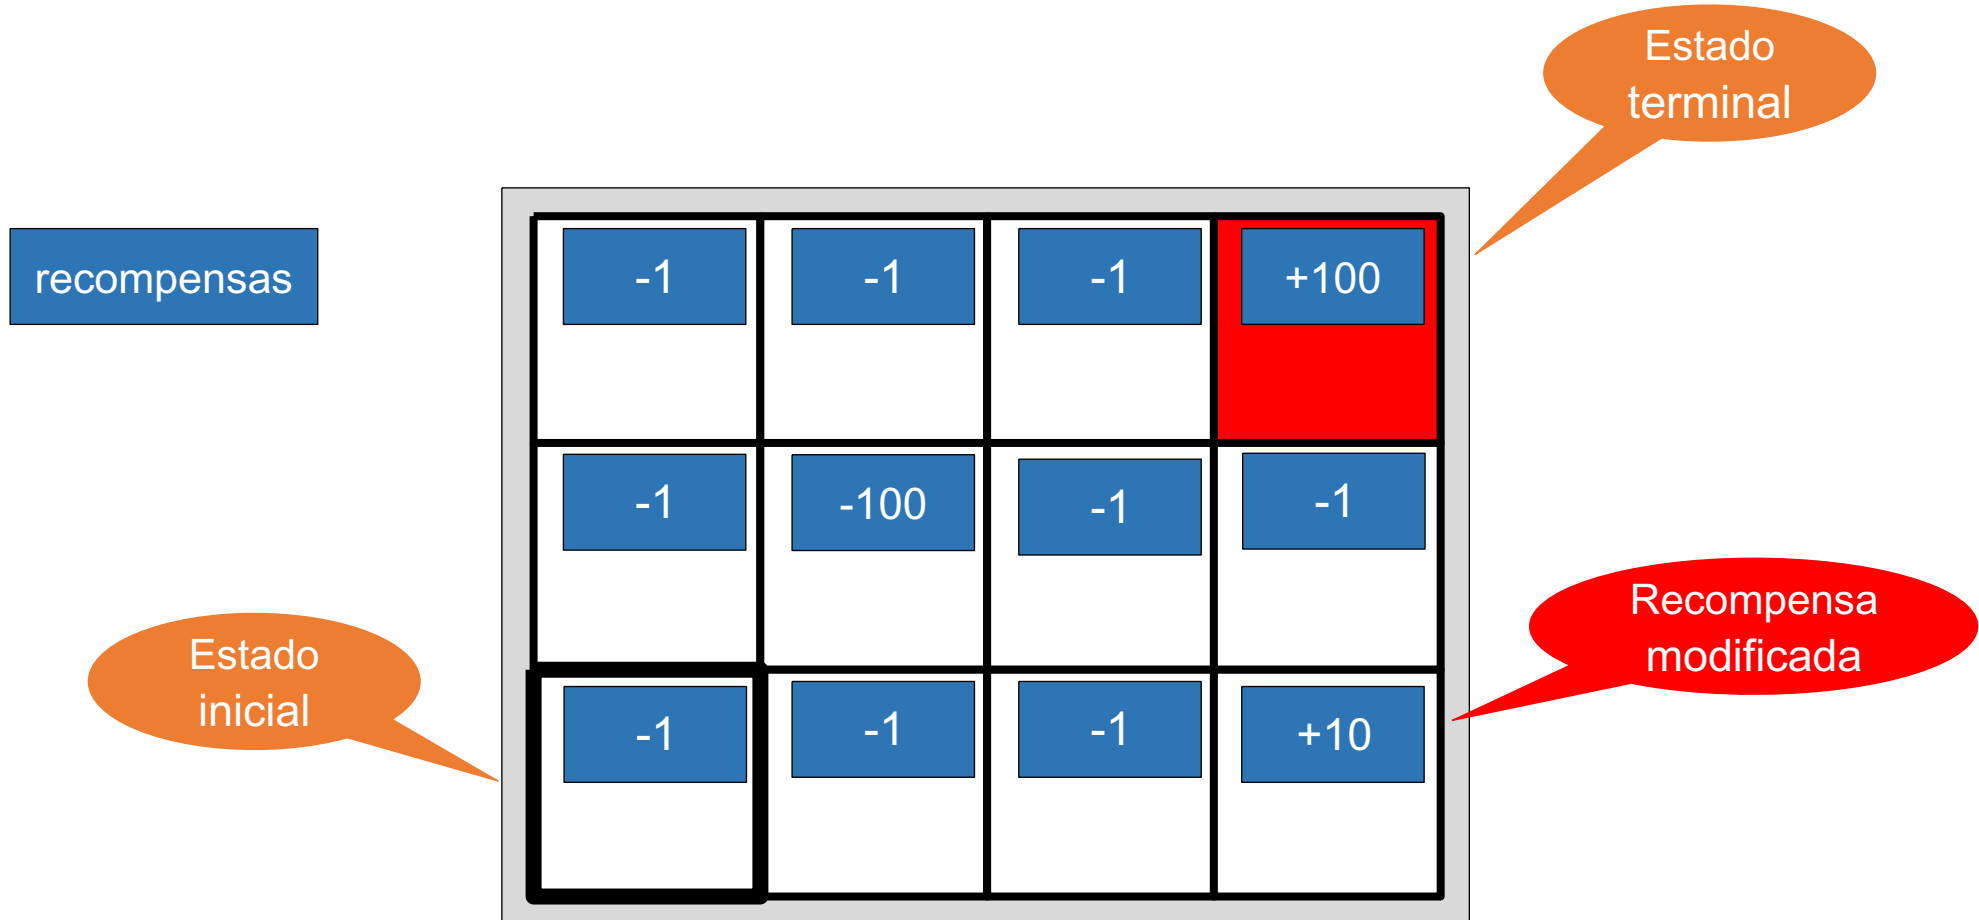 Estado
terminal
recompensas
-1
-1
-1
+100
-1
-100
-1
-1
Recompensa
modificada
Estado
inicial
-1
-1
-1
+10